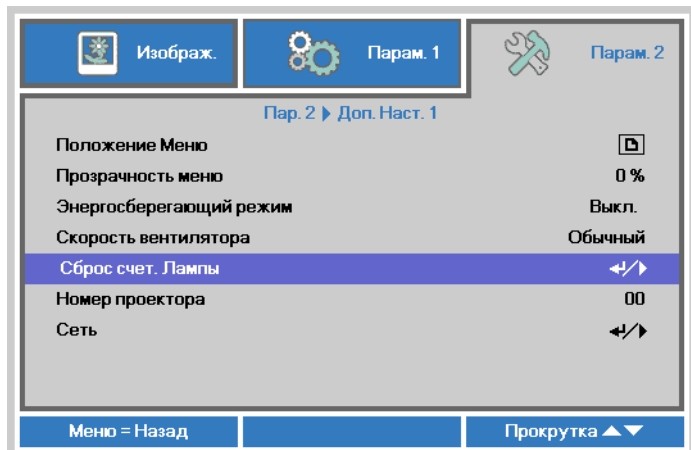 Изображ.
Парам. 1
Парам. 2
Пар. 2 ▶ Доп. Наст. 1
Положение Меню
Прозрачность меню 0 %
Энергосберегающий режим Выкл.
Скорость вентилятора Обычный
Сброс счет. Лампы ↵/▶
Номер проектора 00
Сеть ↵/▶
Меню = Назад
Прокрутка ▲▼